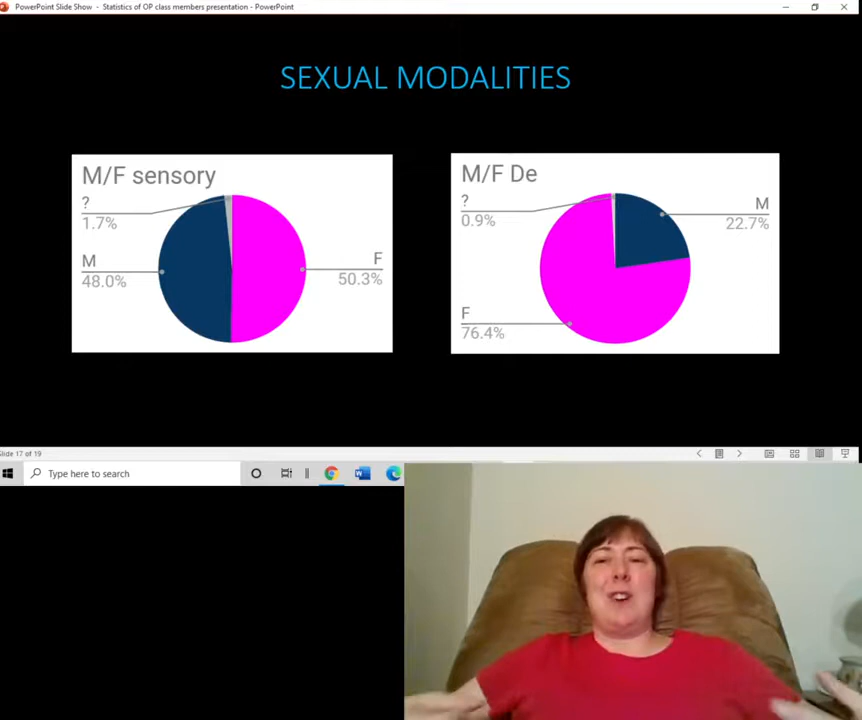 PowerPoint Slide Show - Statistics of OP class members presentation - PowerPoint
SEXUAL MODALITIES
M/F sensory
?
1.7%
M
48.0%
F
50.3%
M/F De
?
0.9%
M
22.7%
F
76.4%
Slide 17 of 19
Type here to search